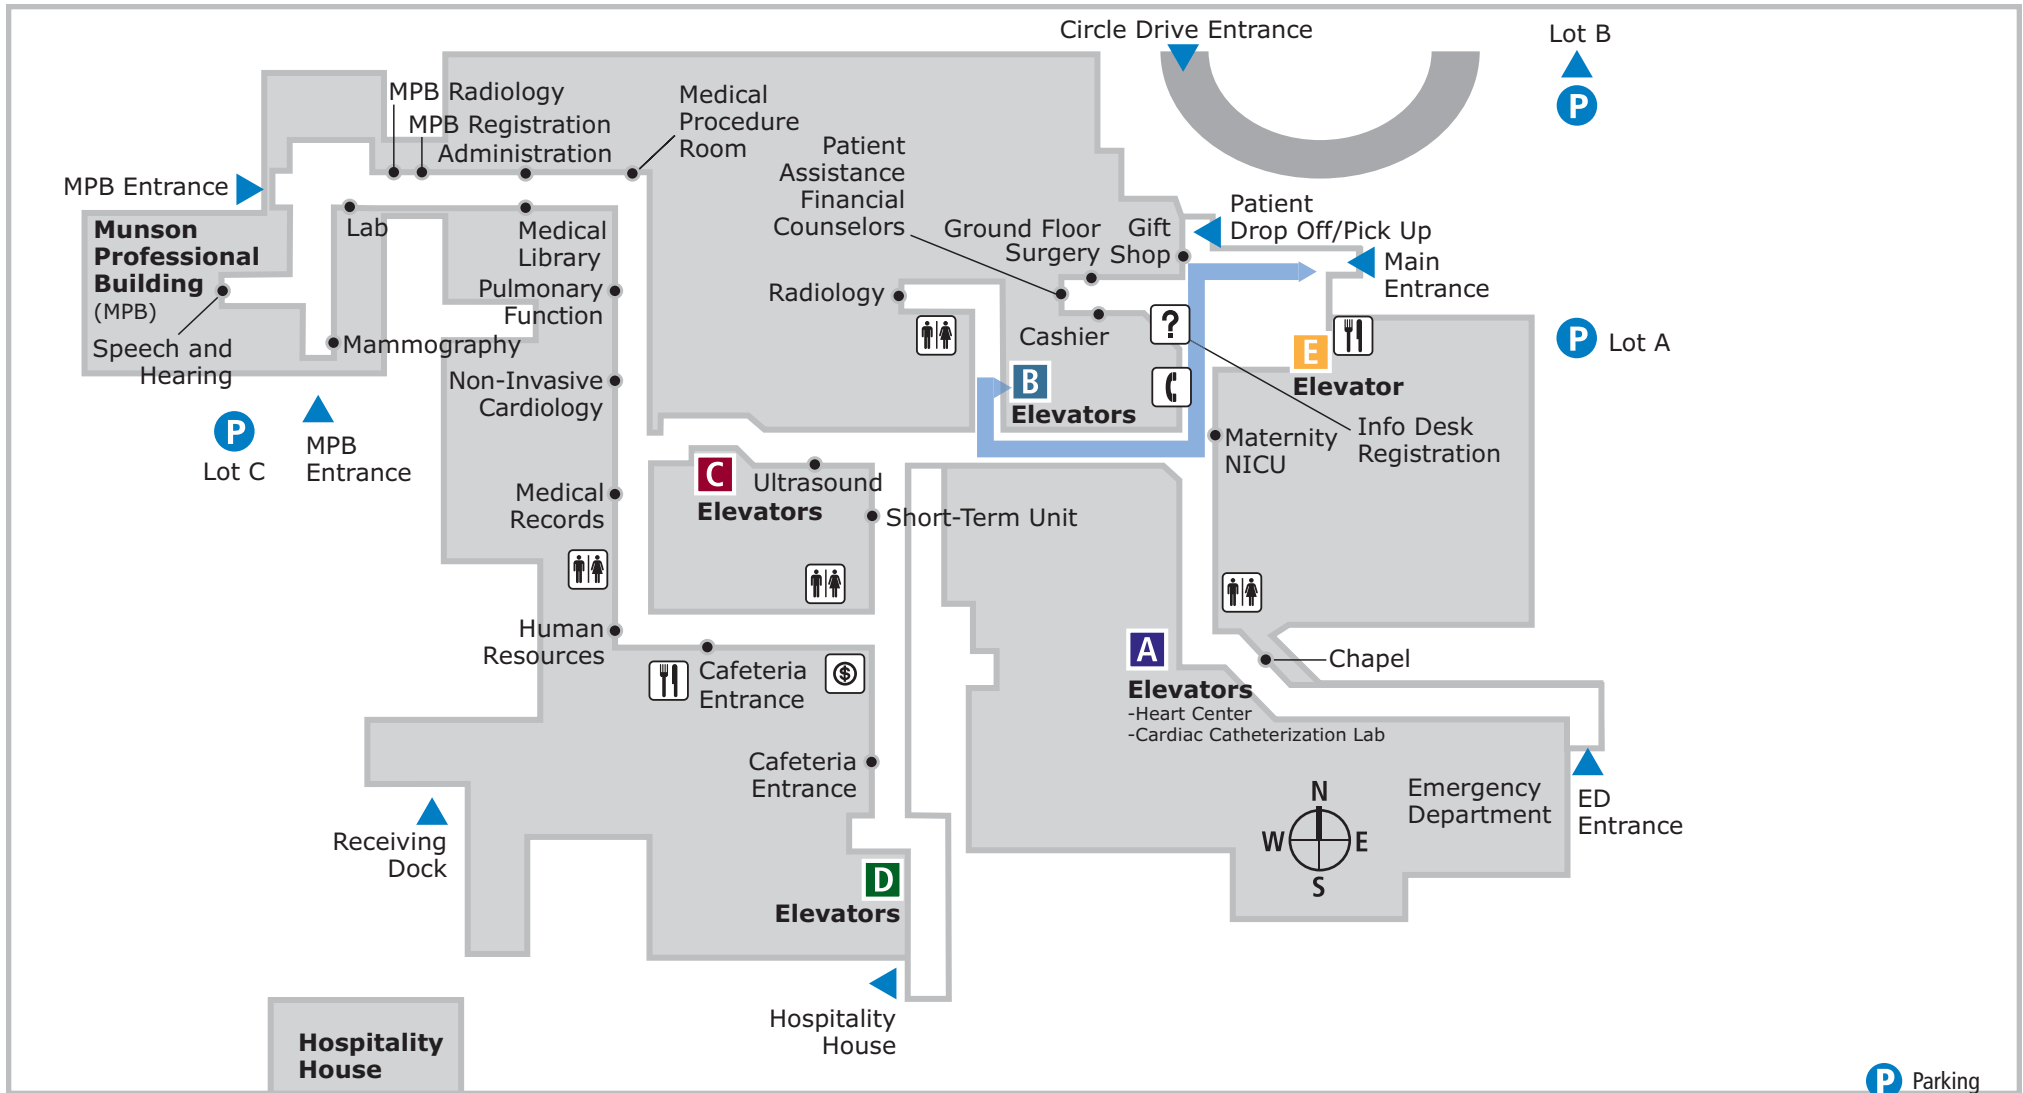 Circle Drive Entrance
Lot B
P
MPB Radiology
MPB Registration
Administration
Medical
Procedure
Room
Patient
Assistance
Financial
Counselors
Ground Floor
Surgery
Gift
Shop
Patient
Drop Off/Pick Up
Main
Entrance
MPB Entrance
Munson
Professional
Building
(MPB)
Speech and
Hearing
Lab
Medical
Library
Pulmonary
Function
Mammography
Non-Invasive
Cardiology
Radiology
Cashier
?
B
Elevators
E
Elevator
P
Lot A
Info Desk
Registration
Maternity
NICU
P
Lot C
MPB
Entrance
Medical
Records
C
Elevators
Ultrasound
Short-Term Unit
Human
Resources
Cafeteria
Entrance
$
Cafeteria
Entrance
A
Elevators
-Heart Center
-Cardiac Catheterization Lab
Chapel
Emergency
Department
ED
Entrance
N
W
E
S
Receiving
Dock
D
Elevators
Hospitality
House
Hospitality
House
P Parking